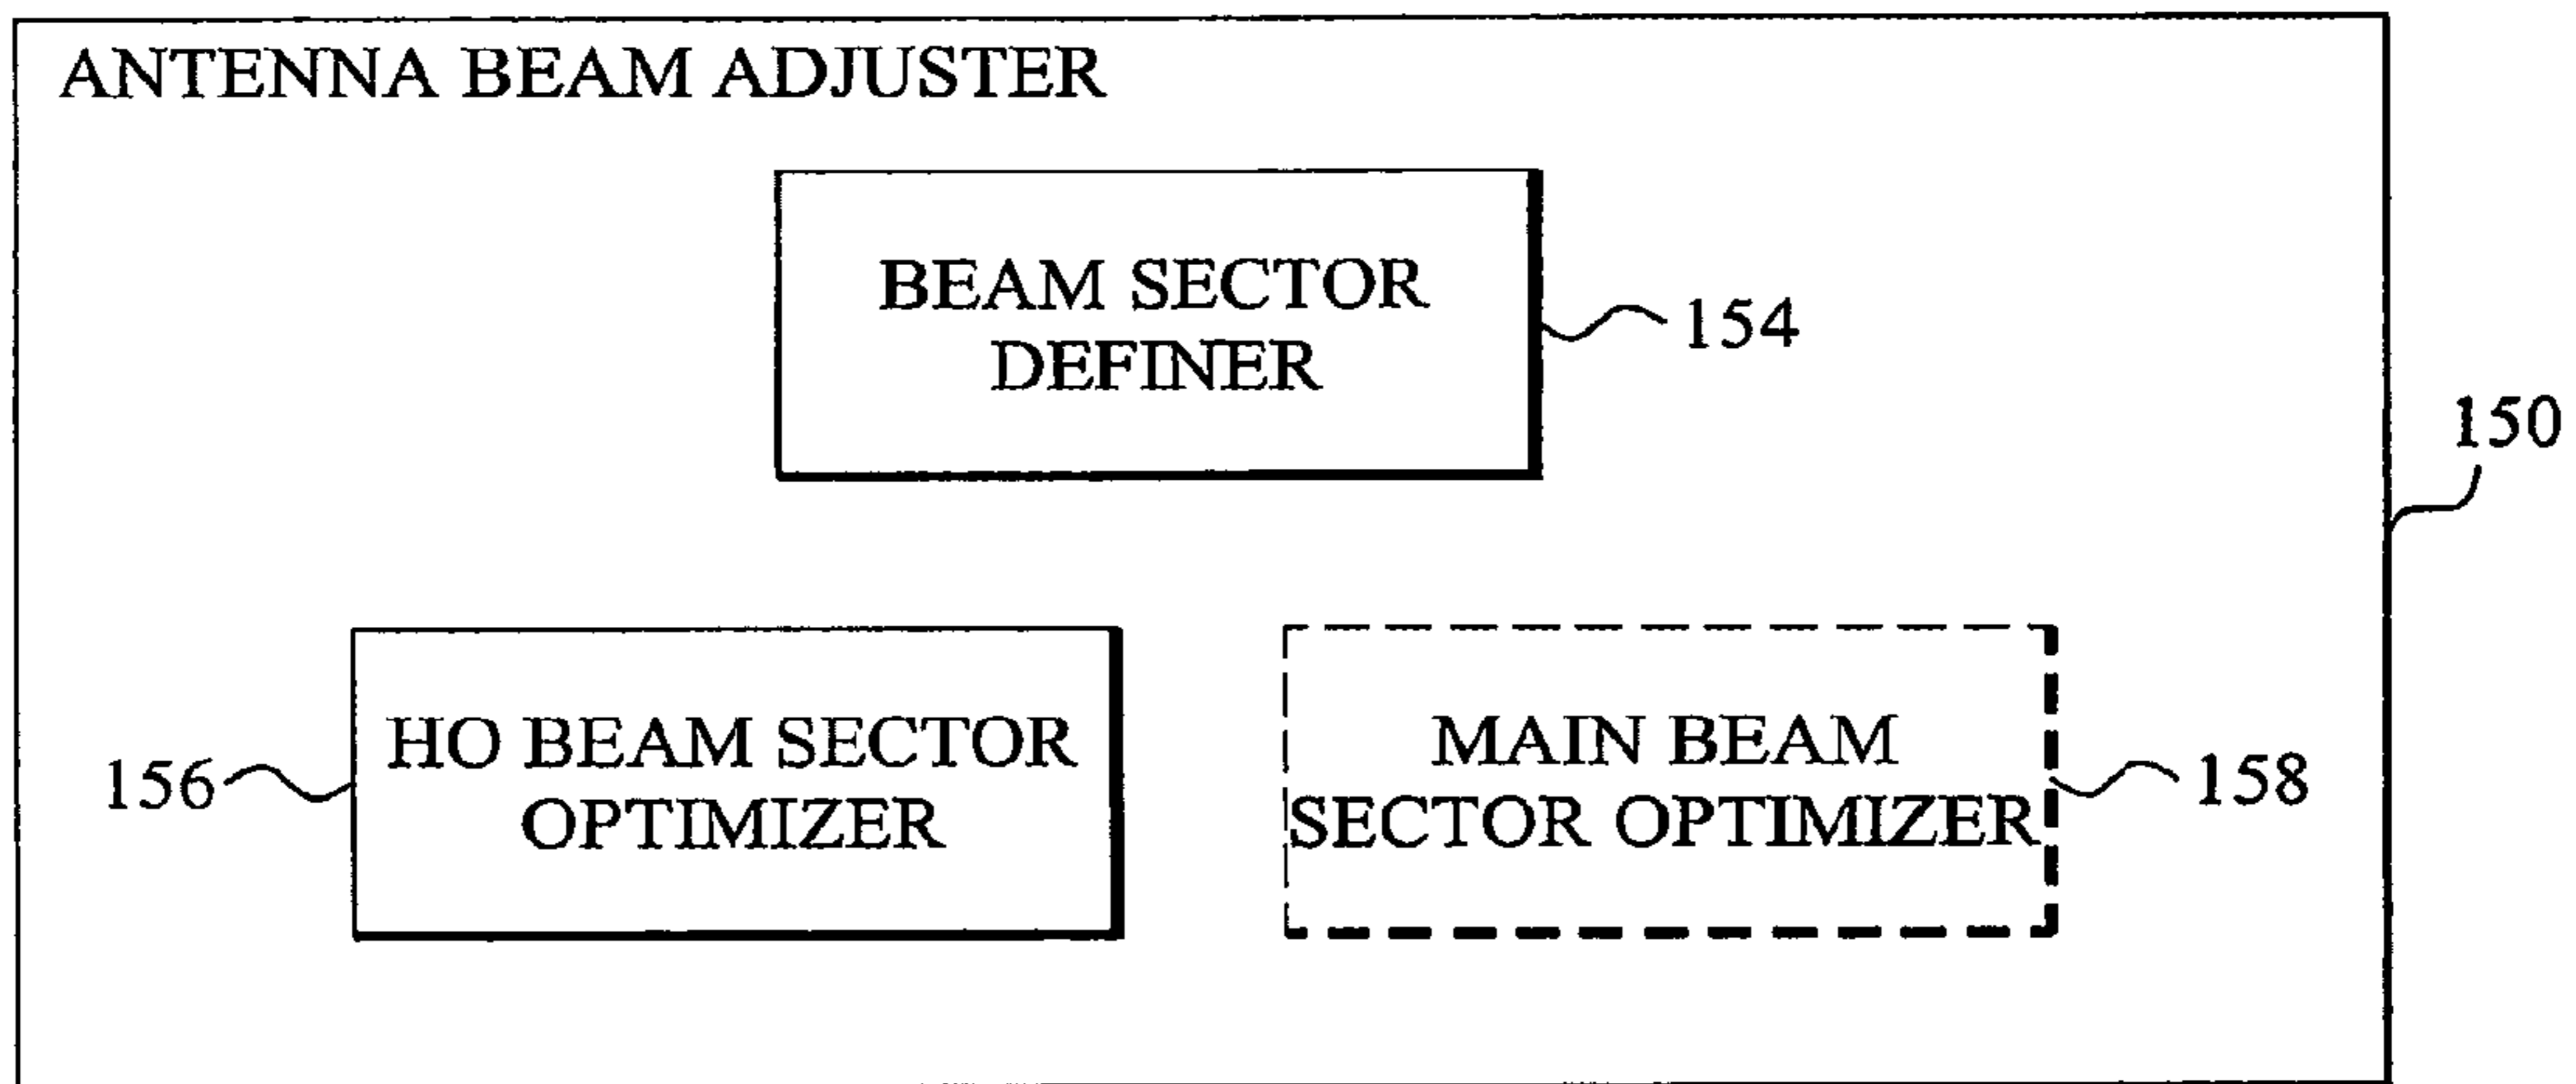 ANTENNA BEAM ADJUSTER
BEAM SECTOR
DEFINER
154
150
HO BEAM SECTOR
OPTIMIZER
156
MAIN BEAM
SECTOR OPTIMIZER
158